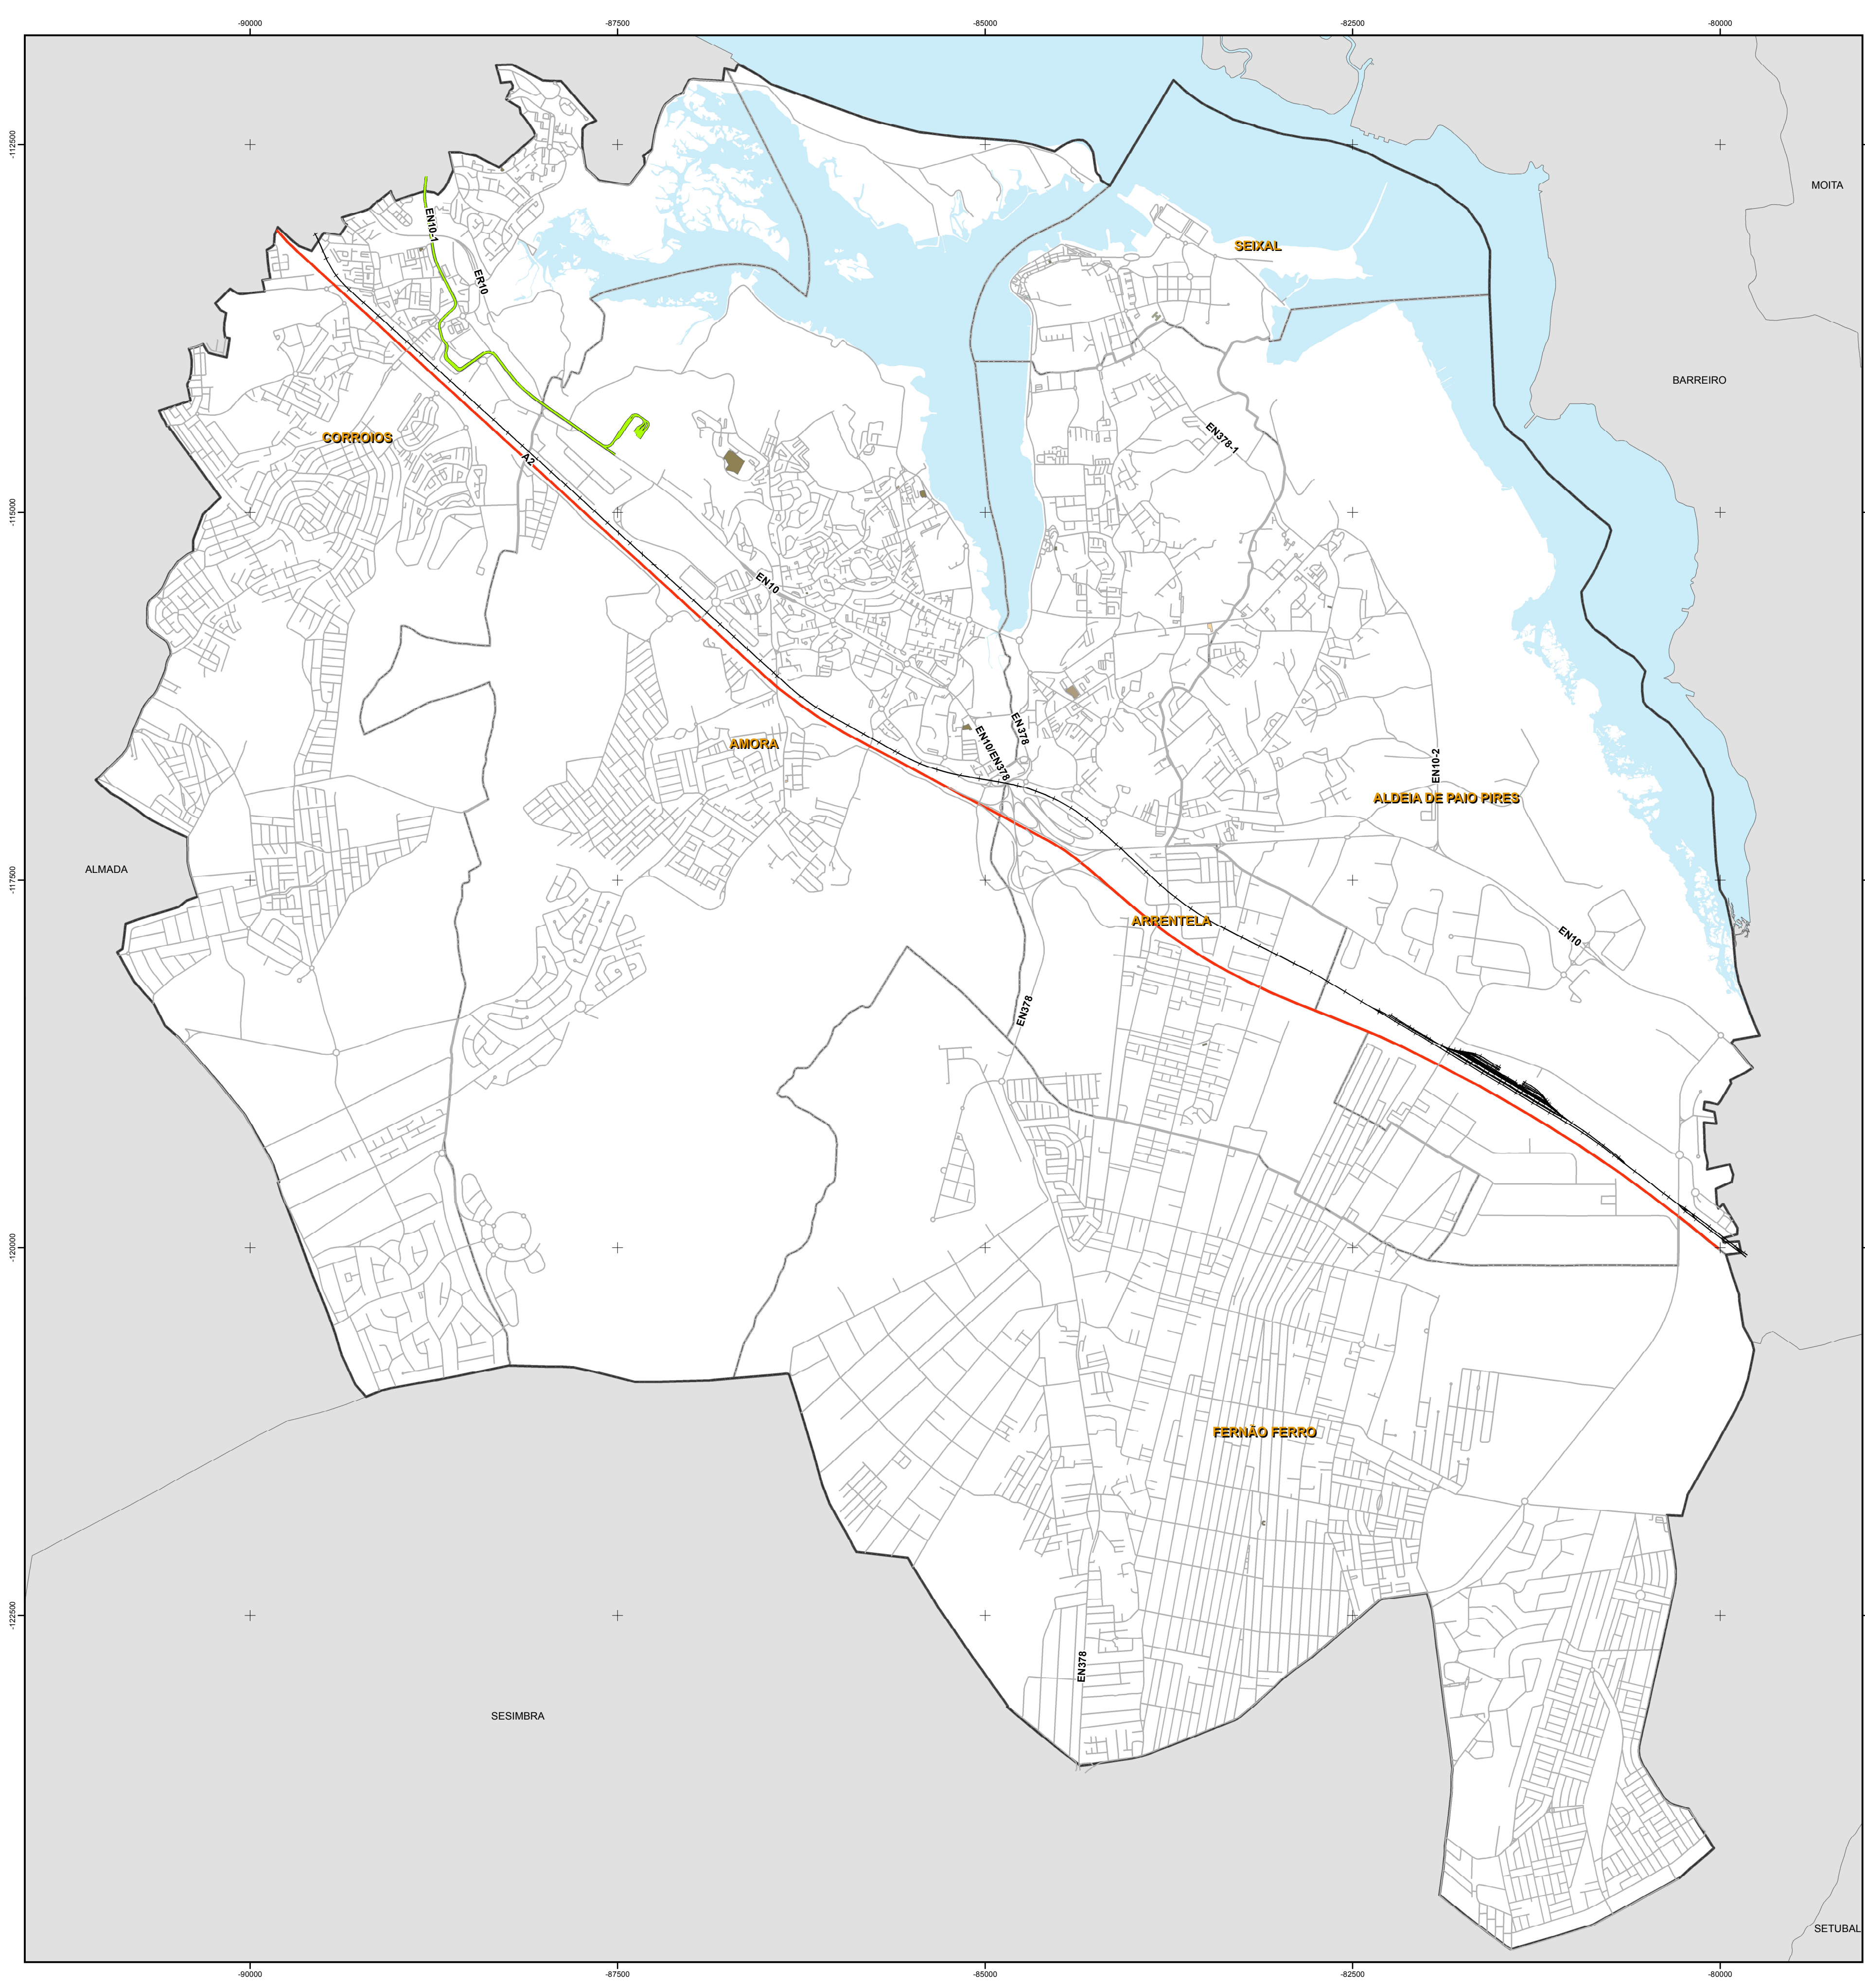 -90000
-87500
-85000
-82500
-80000
-112500
MOITA
EN10-1
SEIXAL
ER10
BARREIRO
CORROIOS
EN378-1
A2
-115000
-115000
EN10
EN378
EN10/EN378
AMORA
EN10-2
ALDEIA DE PAIO PIRES
ALMADA
-117500
ARRENTELA
EN10
EN378
-120000
FERNÃO FERRO
-122500
EN378
SESIMBRA
SETUBAL
-90000
-87500
-85000
-82500
-80000